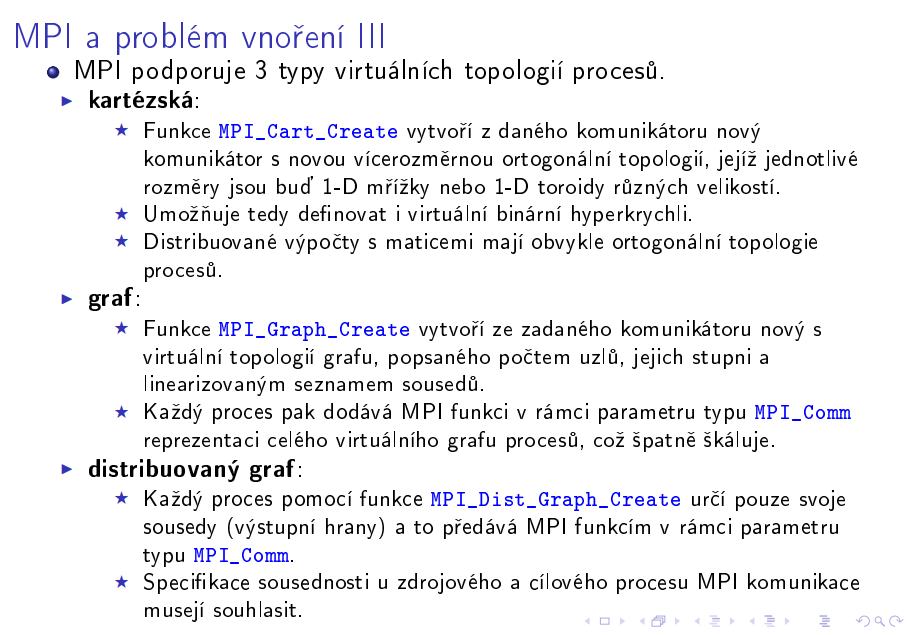 MPI a problém vnoření III
MPI podporuje 3 typy virtuálních topologií procesů.
kartézská:
Funkce MPI_Cart_Create vytvoří z daného komunikátoru nový
komunikátor s novou vícerozměrnou ortogonální topologií, jejíž jednotlivé
rozměry jsou buď 1-D mřížky nebo 1-D toroidy různých velikostí.
Umožňuje tedy definovat i virtuální binární hyperkrychli.
Distribuované výpočty s maticemi mají obvykle ortogonální topologie
procesů.
graf:
Funkce MPI_Graph_Create vytvoří ze zadaného komunikátoru nový s
virtuální topologií grafu, popsaného počtem uzlů, jejich stupni a
linearizovaným seznamem sousedů.
Každý proces pak dodává MPI funkci v rámci parametru typu MPI_Comm
reprezentaci celého virtuálního grafu procesů, což špatně škáluje.
distribuovaný graf:
Každý proces pomocí funkce MPI_Dist_Graph_Create určí pouze svoje
sousedy (výstupní hrany) a to předává MPI funkcím v rámci parametru
typu MPI_Comm.
Specifikace sousednosti u zdrojového a cílového procesu MPI komunikace
musejí souhlasit.